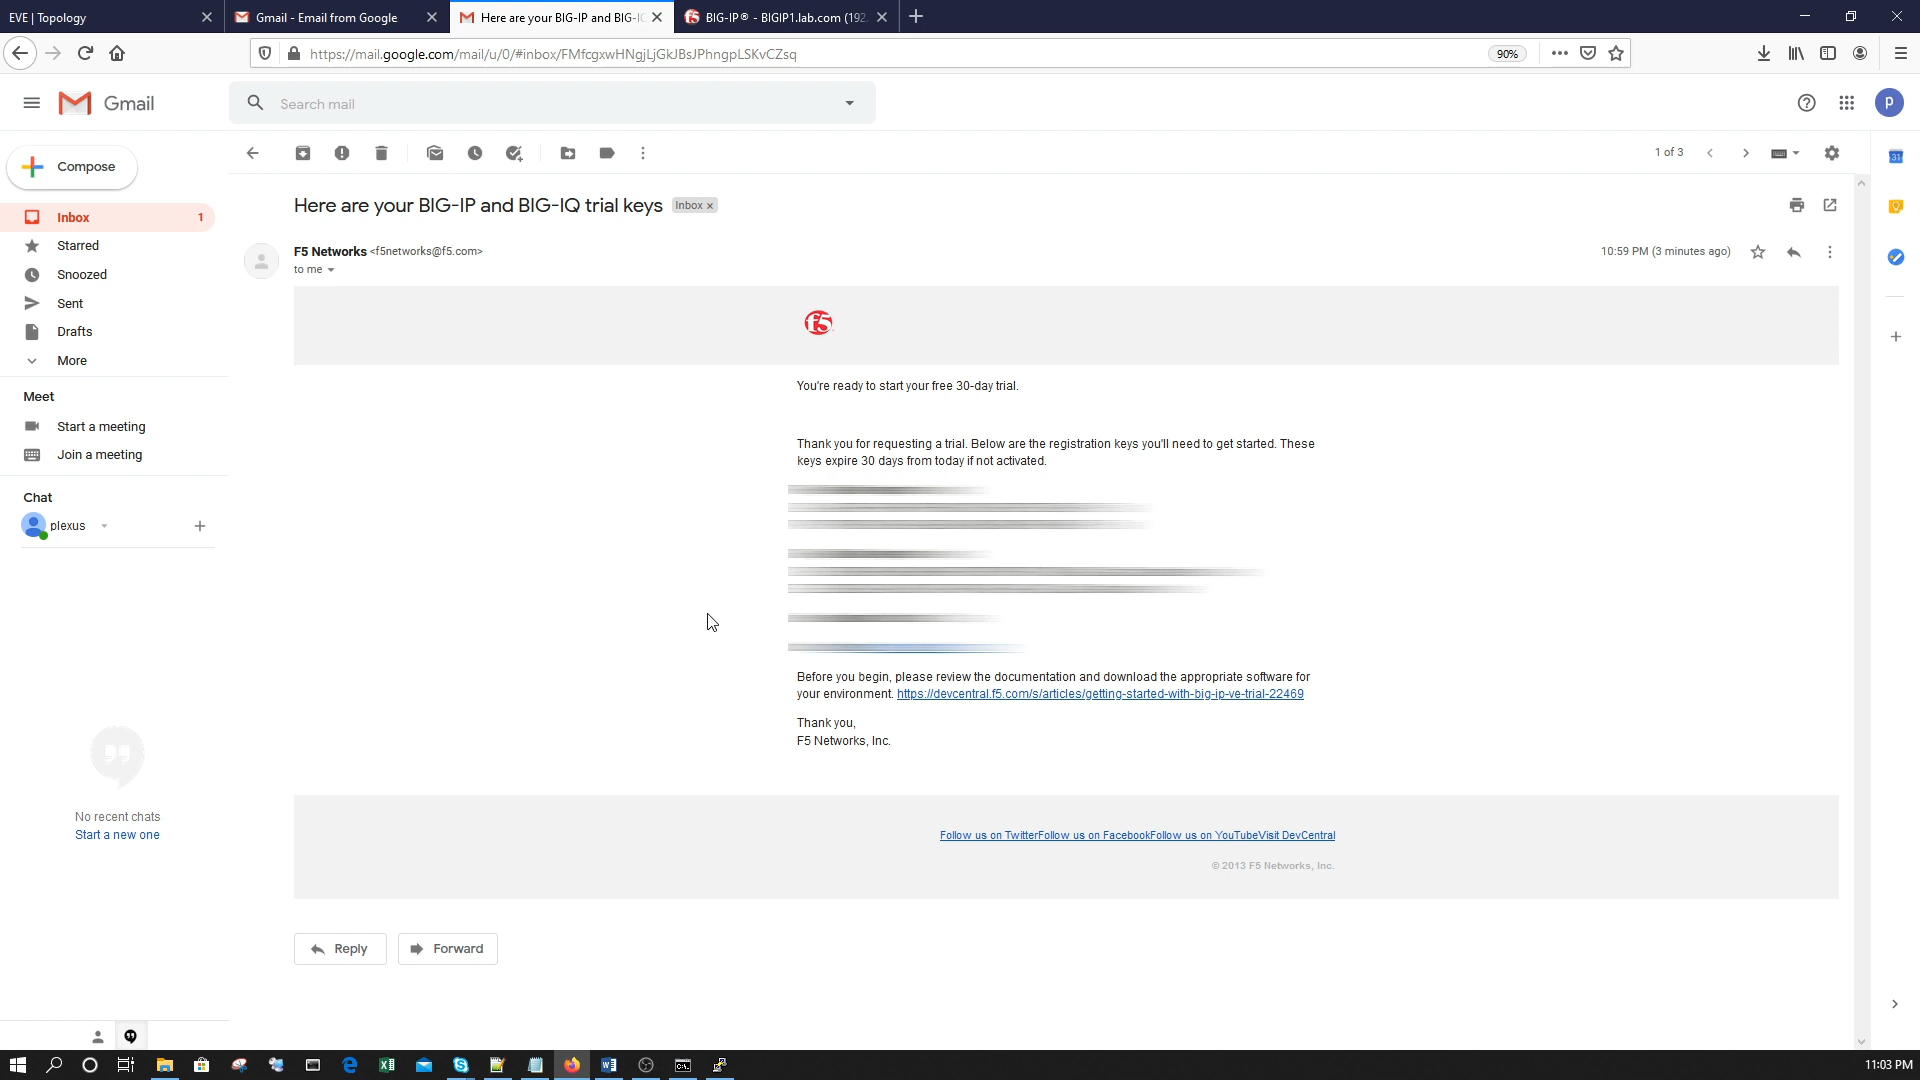 EVE | Topology
Gmail - Email from Google
Here are your BIG-IP and BIG-IQ
BIG-IP® - BIGIP1.lab.com (192.
https://mail.google.com/mail/u/0/#inbox/FMfcgxwHNgjLjGkJBsJPhngpLSKvCZsq
90%
Gmail
Search mail
p
Compose
1 of 3
31
Inbox 1
Starred
Snoozed
Sent
Drafts
More
Meet
Start a meeting
Join a meeting
Chat
plexus
No recent chats
Start a new one
Here are your BIG-IP and BIG-IQ trial keys Inbox x
F5 Networks <f5networks@f5.com>
10:59 PM (3 minutes ago)
to me
f5
You're ready to start your free 30-day trial.
Thank you for requesting a trial. Below are the registration keys you'll need to get started. These
keys expire 30 days from today if not activated.
Before you begin, please review the documentation and download the appropriate software for
your environment. https://devcentral.f5.com/s/articles/getting-started-with-big-ip-ve-trial-22469
Thank you,
F5 Networks, Inc.
Follow us on TwitterFollow us on FacebookFollow us on YouTubeVisit DevCentral
© 2013 F5 Networks, Inc.
Reply
Forward
11:03 PM